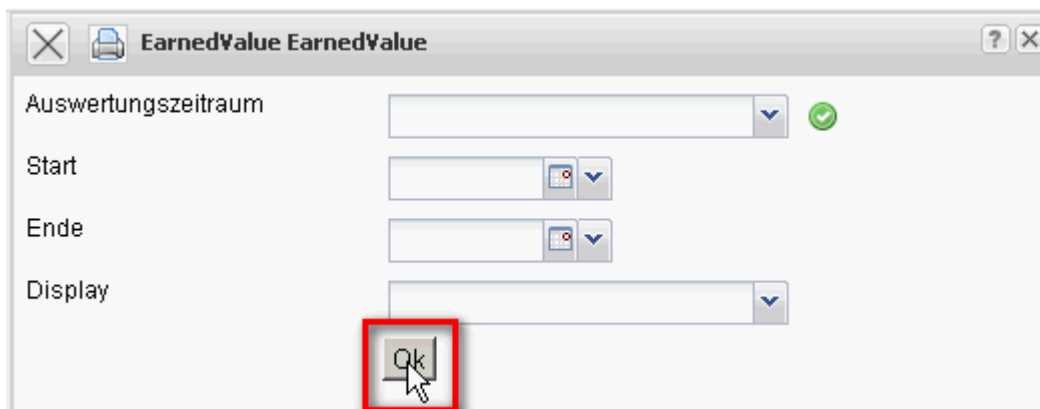 EarnedValue EarnedValue
?
Auswertungszeitraum
Start
Ende
Display
Ok